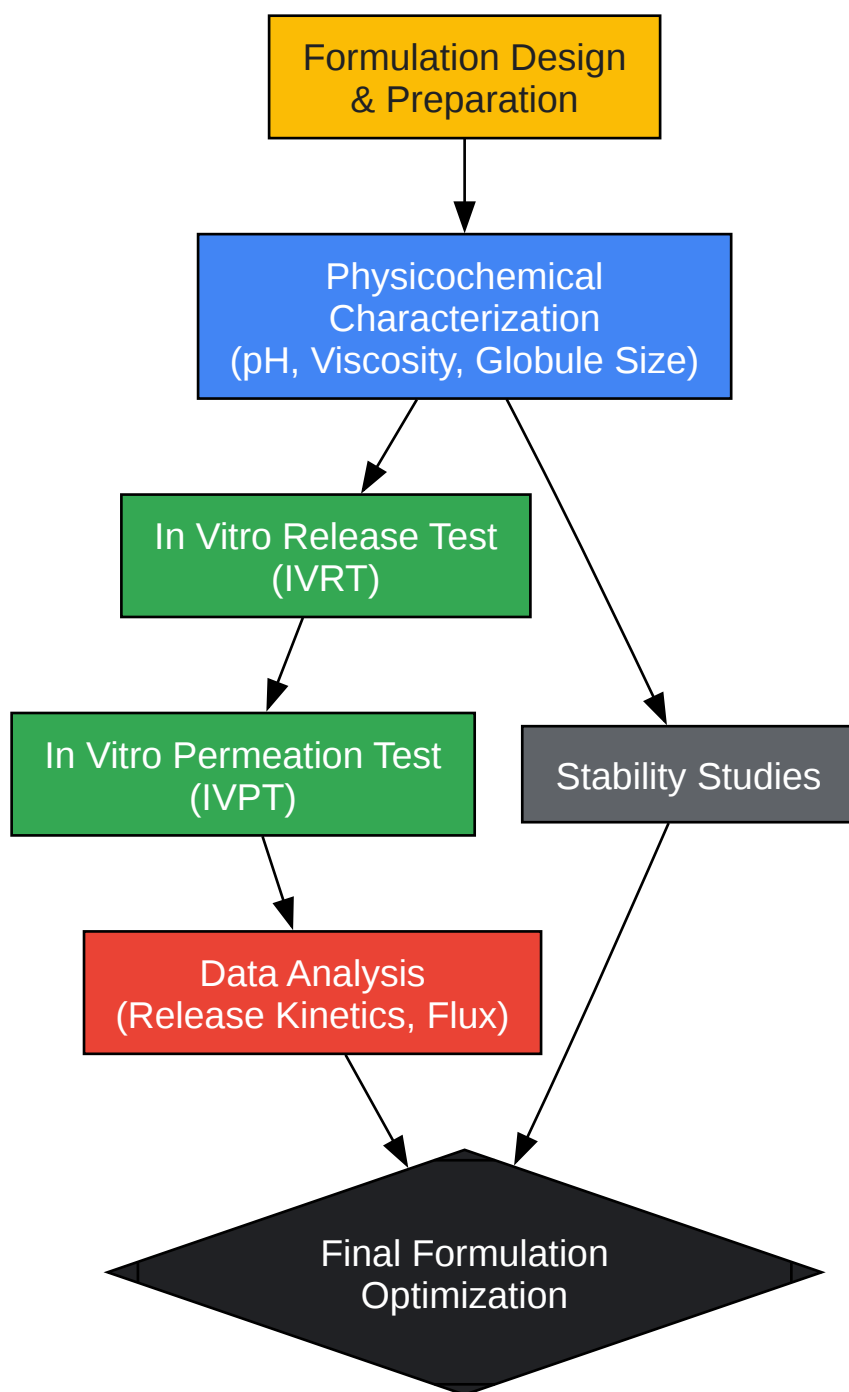 Formulation Design
& Preparation
Physicochemical
Characterization
(pH, Viscosity, Globule Size)
In Vitro Release Test
(IVRT)
In Vitro Permeation Test
(IVPT)
Stability Studies
Data Analysis
(Release Kinetics, Flux)
Final Formulation
Optimization